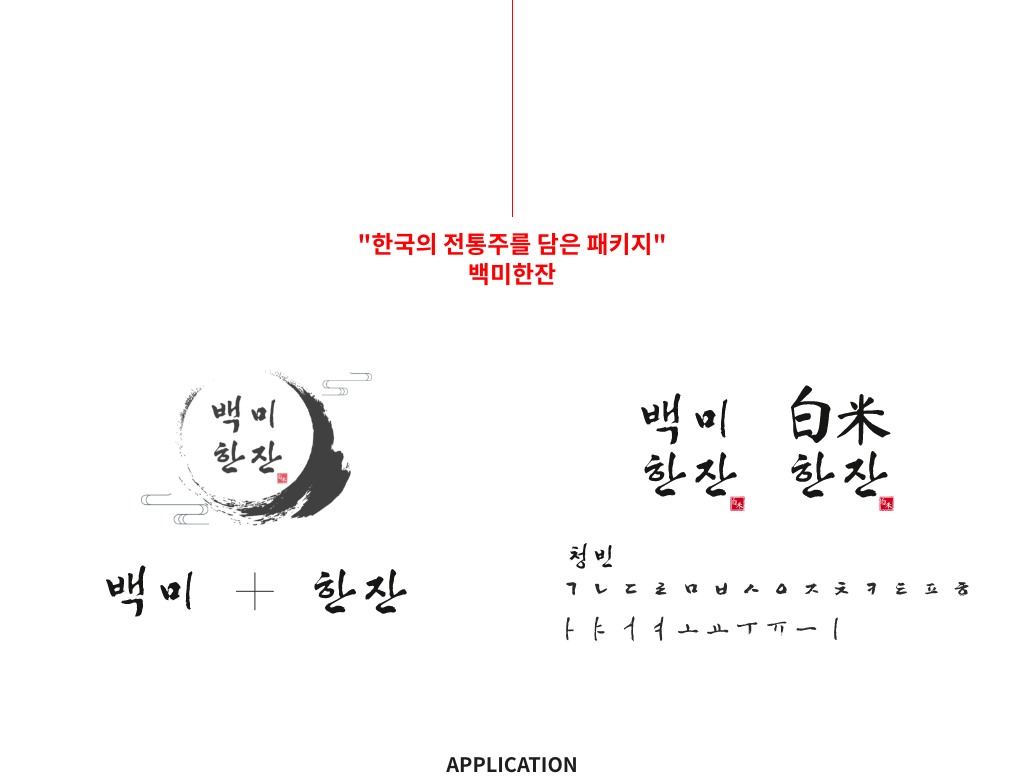 "한국의 전통주를 담은 패키지"
백미한잔
백미
한잔
백미 + 한잔
백미
한잔
白米
한잔
청빈
ㄱ ㄴ ㄷ ㄹ ㅁ ㅂ ㅅ ㅇ ㅈ ㅊ ㅋ ㅌ ㅍ ㅎ
ㅏ ㅑ ㅓ ㅕ ㅗ ㅛ ㅜ ㅠ ㅡ ㅣ
APPLICATION